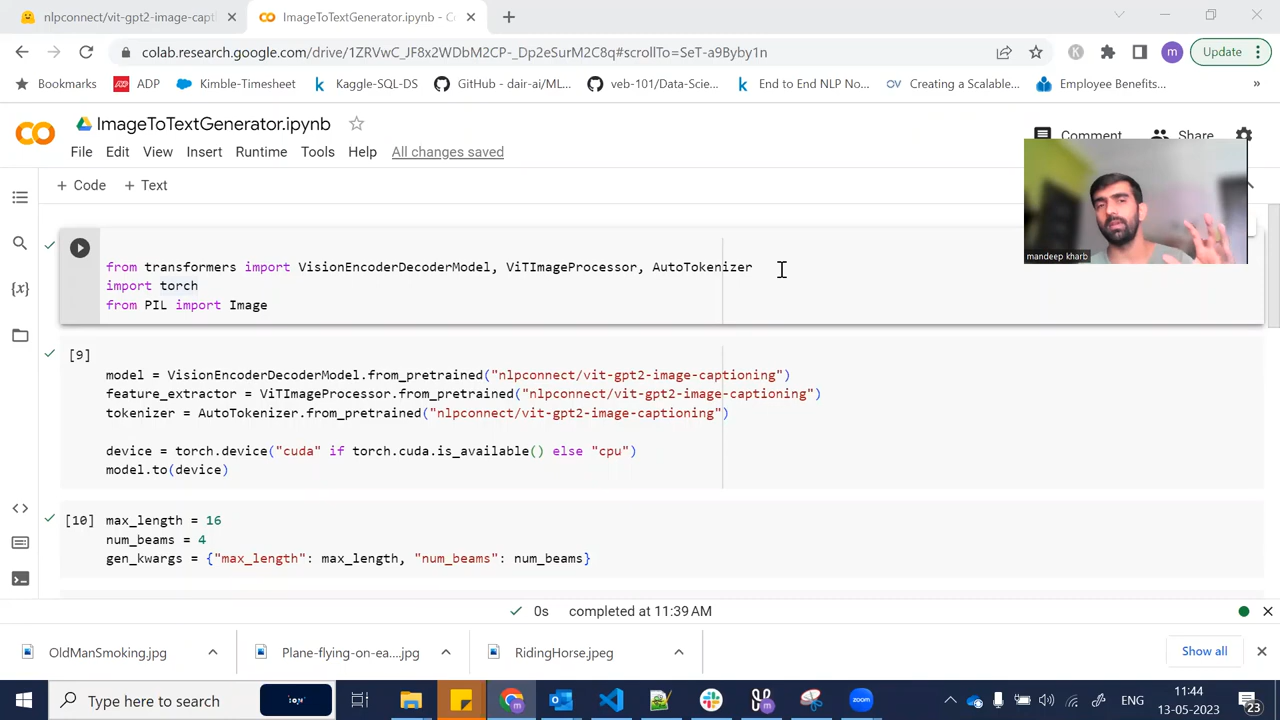 nlpconnect/vit-gpt2-image-capti
ImageToTextGenerator.ipynb - Co
colab.research.google.com/drive/1ZRVwC_JF8x2WDbM2CP-_Dp2eSurM2C8q#scrollTo=SeT-a9Byby1n
K
m
Update
Bookmarks
ADP
Kimble-Timesheet
Kaggle-SQL-DS
GitHub - dair-ai/ML...
veb-101/Data-Scie...
End to End NLP No...
OV Creating a Scalable...
Employee Benefits...
»
ImageToTextGenerator.ipynb
Comment
Share
File Edit View Insert Runtime Tools Help All changes saved
+ Code + Text
from transformers import VisionEncoderDecoderModel, ViTImageProcessor, AutoTokenizer
import torch
from PIL import Image
mandeep kharb
[9]
model = VisionEncoderDecoderModel.from_pretrained("nlpconnect/vit-gpt2-image-captioning")
feature_extractor = ViTImageProcessor.from_pretrained("nlpconnect/vit-gpt2-image-captioning")
tokenizer = AutoTokenizer.from_pretrained("nlpconnect/vit-gpt2-image-captioning")
device = torch.device("cuda" if torch.cuda.is_available() else "cpu")
model.to(device)
[10] max_length = 16
num_beams = 4
gen_kwargs = {"max_length": max_length, "num_beams": num_beams}
0s completed at 11:39 AM
OldManSmoking.jpg
Plane-flying-on-ea....jpg
RidingHorse.jpeg
Show all
Type here to search
zoom
ENG
11:44
13-05-2023
23